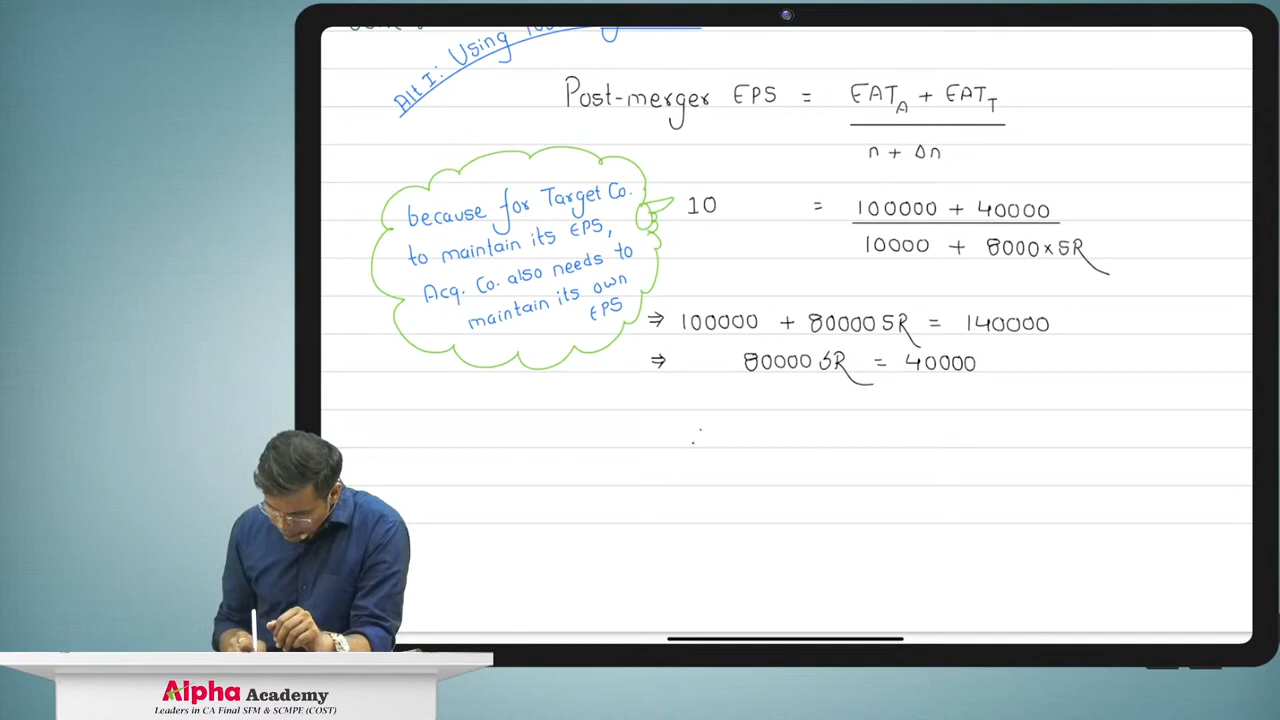 Alt I: Using
Post-merger EPS = EAT_A + EAT_T
n + Δn
because for Target Co.
to maintain its EPS,
Acq. Co. also needs to
maintain its own
EPS
10 = 100000 + 40000
10000 + 8000×SR
⇒ 100000 + 80000 SR = 140000
⇒ 80000 SR = 40000
∴
Alpha Academy
Leaders in CA Final SFM & SCMPE (COST)